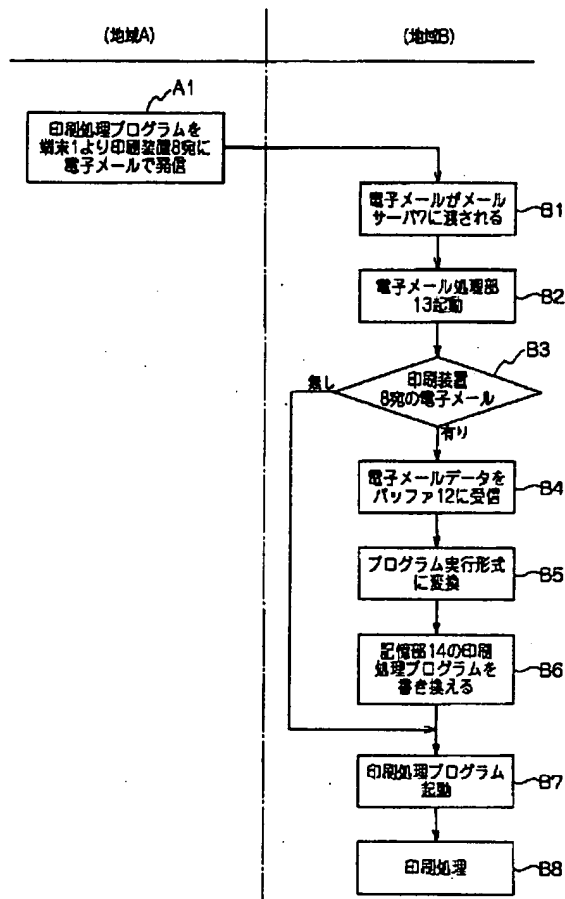 (地域A)
(地域B)
A1
印刷処理プログラムを
端末1より印刷装置8宛に
電子メールで発信
電子メールがメール
サーバ7に渡される
B1
電子メール処理部
13起動
B2
B3
印刷装置
8宛の電子メール
無し
有り
電子メールデータを
バッファ12に受信
B4
プログラム実行形式
に変換
B5
記憶部14の印刷
処理プログラムを
書き換える
B6
印刷処理プログラム
起動
B7
印刷処理
B8